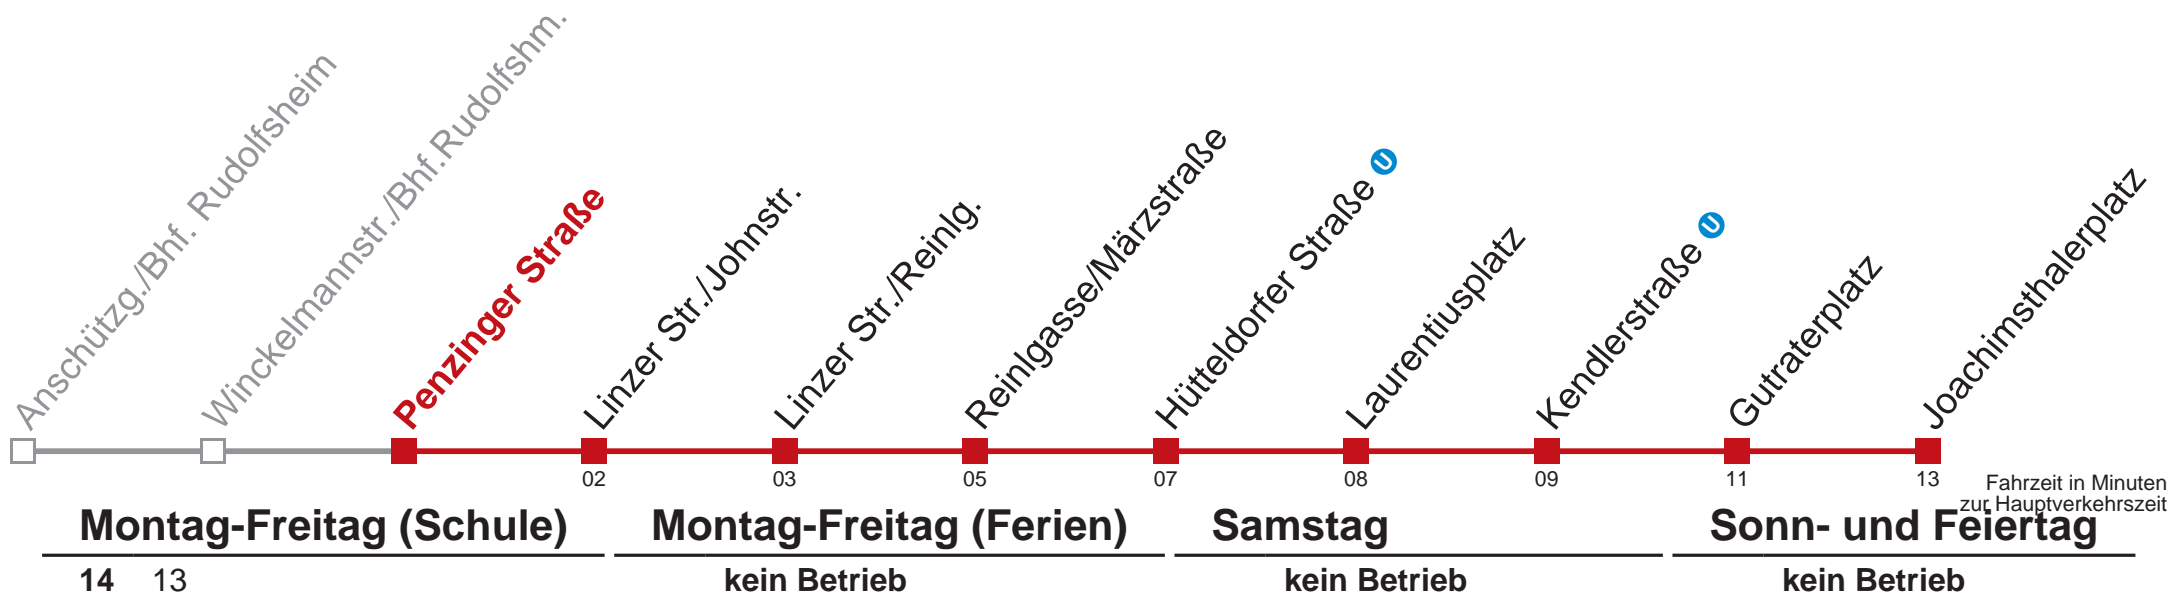 Anschützg./Bhf. Rudolfsheim
Winckelmannstr./Bhf.Rudolfshm.
Penzinger Straße
Linzer Str./Johnstr.
Linzer Str./Reinlg.
Reinlgasse/Märzstraße
Hütteldorfer Straße U
Laurentiusplatz
Kendlerstraße U
Gutraterplatz
Joachimsthalerplatz
02 03 05 07 08 09 11 13
Fahrzeit in Minuten
zur Hauptverkehrszeit
Montag-Freitag (Schule) Montag-Freitag (Ferien) Samstag Sonn- und Feiertag
14 13 kein Betrieb kein Betrieb kein Betrieb